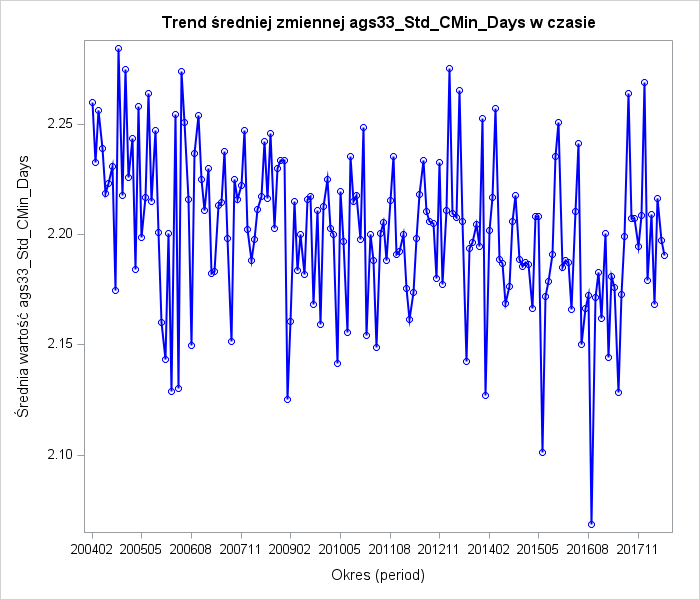 Trend średniej zmiennej ags33_Std_CMin_Days w czasie
Średnia wartość ags33_Std_CMin_Days
2.25
2.20
2.15
2.10
200402 200505 200608 200711 200902 201005 201108 201211 201402 201505 201608 201711
Okres (period)